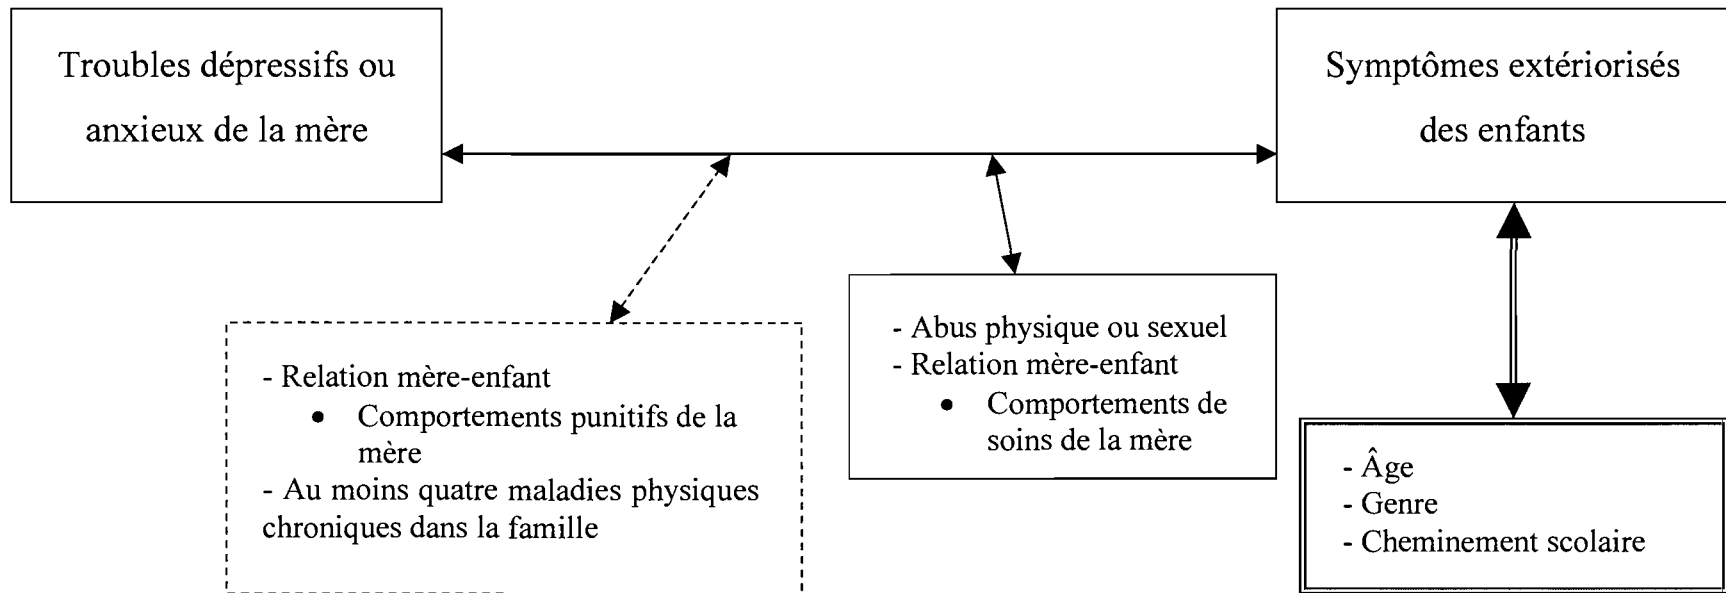 Troubles dépressifs ou
anxieux de la mère
Symptômes extériorisés
des enfants
- Relation mère-enfant
● Comportements punitifs de la
mère
- Au moins quatre maladies physiques
chroniques dans la famille
- Abus physique ou sexuel
- Relation mère-enfant
● Comportements de
soins de la mère
- Âge
- Genre
- Cheminement scolaire